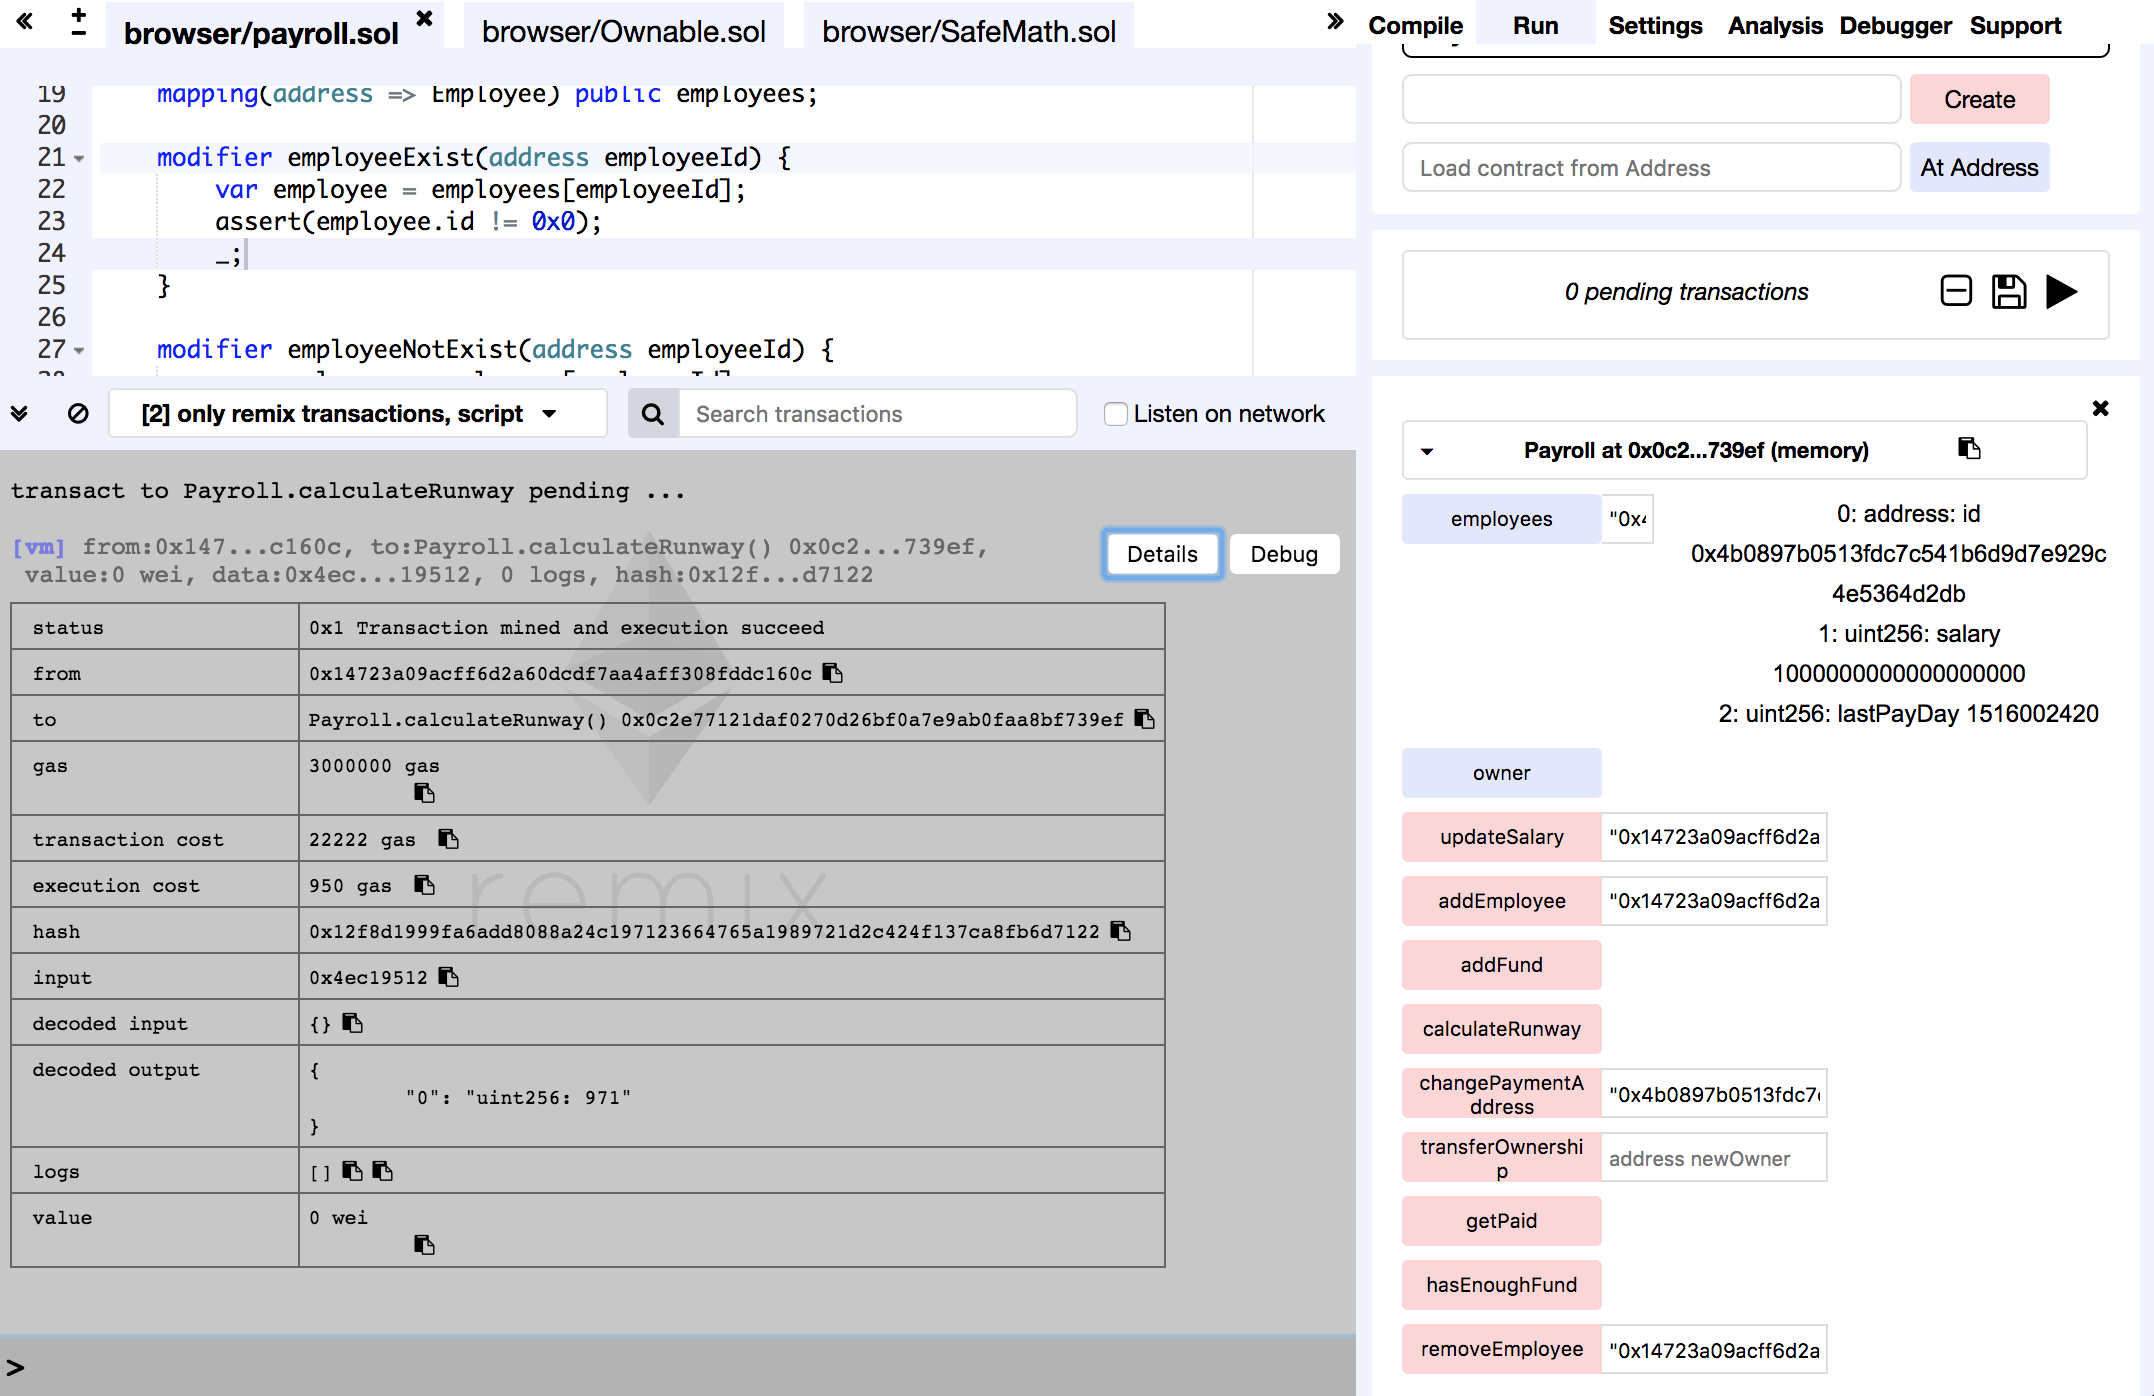 browser/payroll.sol
browser/Ownable.sol
browser/SafeMath.sol
Compile
Run
Settings
Analysis
Debugger
Support
19 mapping(address => Employee) public employees;
20
21 modifier employeeExist(address employeeId) {
22 var employee = employees[employeeId];
23 assert(employee.id != 0x0);
24 _;
25 }
26
27 modifier employeeNotExist(address employeeId) {
[2] only remix transactions, script
Search transactions
Listen on network
transact to Payroll.calculateRunway pending ...
[vm] from:0x147...c160c, to:Payroll.calculateRunway() 0x0c2...739ef,
value:0 wei, data:0x4ec...19512, 0 logs, hash:0x12f...d7122
Details
Debug
status 0x1 Transaction mined and execution succeed
from 0x14723a09acff6d2a60dcdf7aa4aff308fddc160c
to Payroll.calculateRunway() 0x0c2e77121daf0270d26bf0a7e9ab0faa8bf739ef
gas 3000000 gas
transaction cost 22222 gas
execution cost 950 gas
remix
hash 0x12f8d1999fa6add8088a24c197123664765a1989721d2c424f137ca8fb6d7122
input 0x4ec19512
decoded input {}
decoded output {
"0": "uint256: 971"
}
logs []
value 0 wei
>
Create
Load contract from Address
At Address
0 pending transactions
Payroll at 0x0c2...739ef (memory)
employees
"0x4
0: address: id
0x4b0897b0513fdc7c541b6d9d7e929c
4e5364d2db
1: uint256: salary
1000000000000000000
2: uint256: lastPayDay 1516002420
owner
updateSalary "0x14723a09acff6d2a
addEmployee "0x14723a09acff6d2a
addFund
calculateRunway
changePaymentA
ddress
"0x4b0897b0513fdc7
transferOwnershi
p
address newOwner
getPaid
hasEnoughFund
removeEmployee "0x14723a09acff6d2a